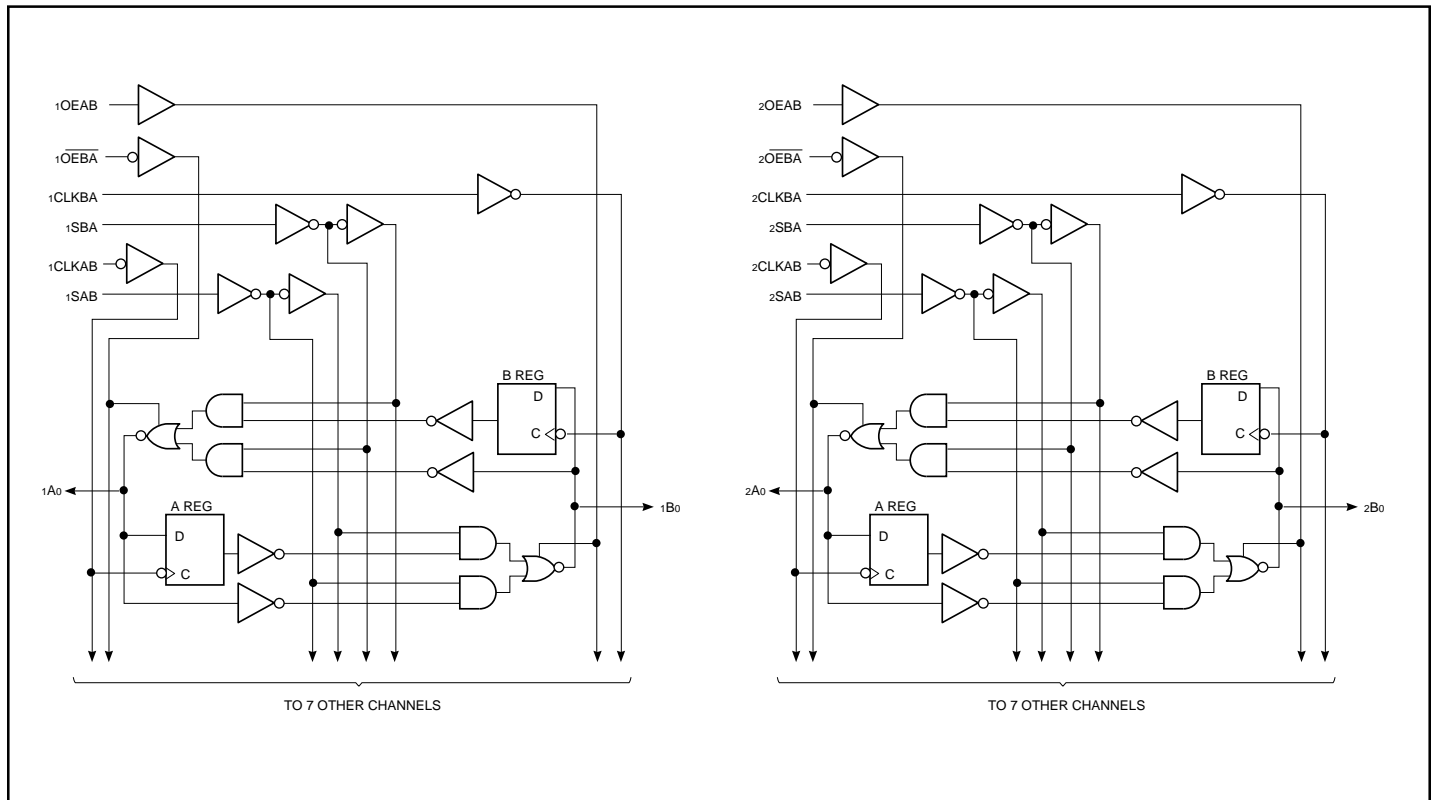 1OEAB
1OEBA
1CLKBA
1SBA
1CLKAB
1SAB
B REG
D
C
1A0
1B0
A REG
D
C
TO 7 OTHER CHANNELS
2OEAB
2OEBA
2CLKBA
2SBA
2CLKAB
2SAB
B REG
D
C
2A0
2B0
A REG
D
C
TO 7 OTHER CHANNELS